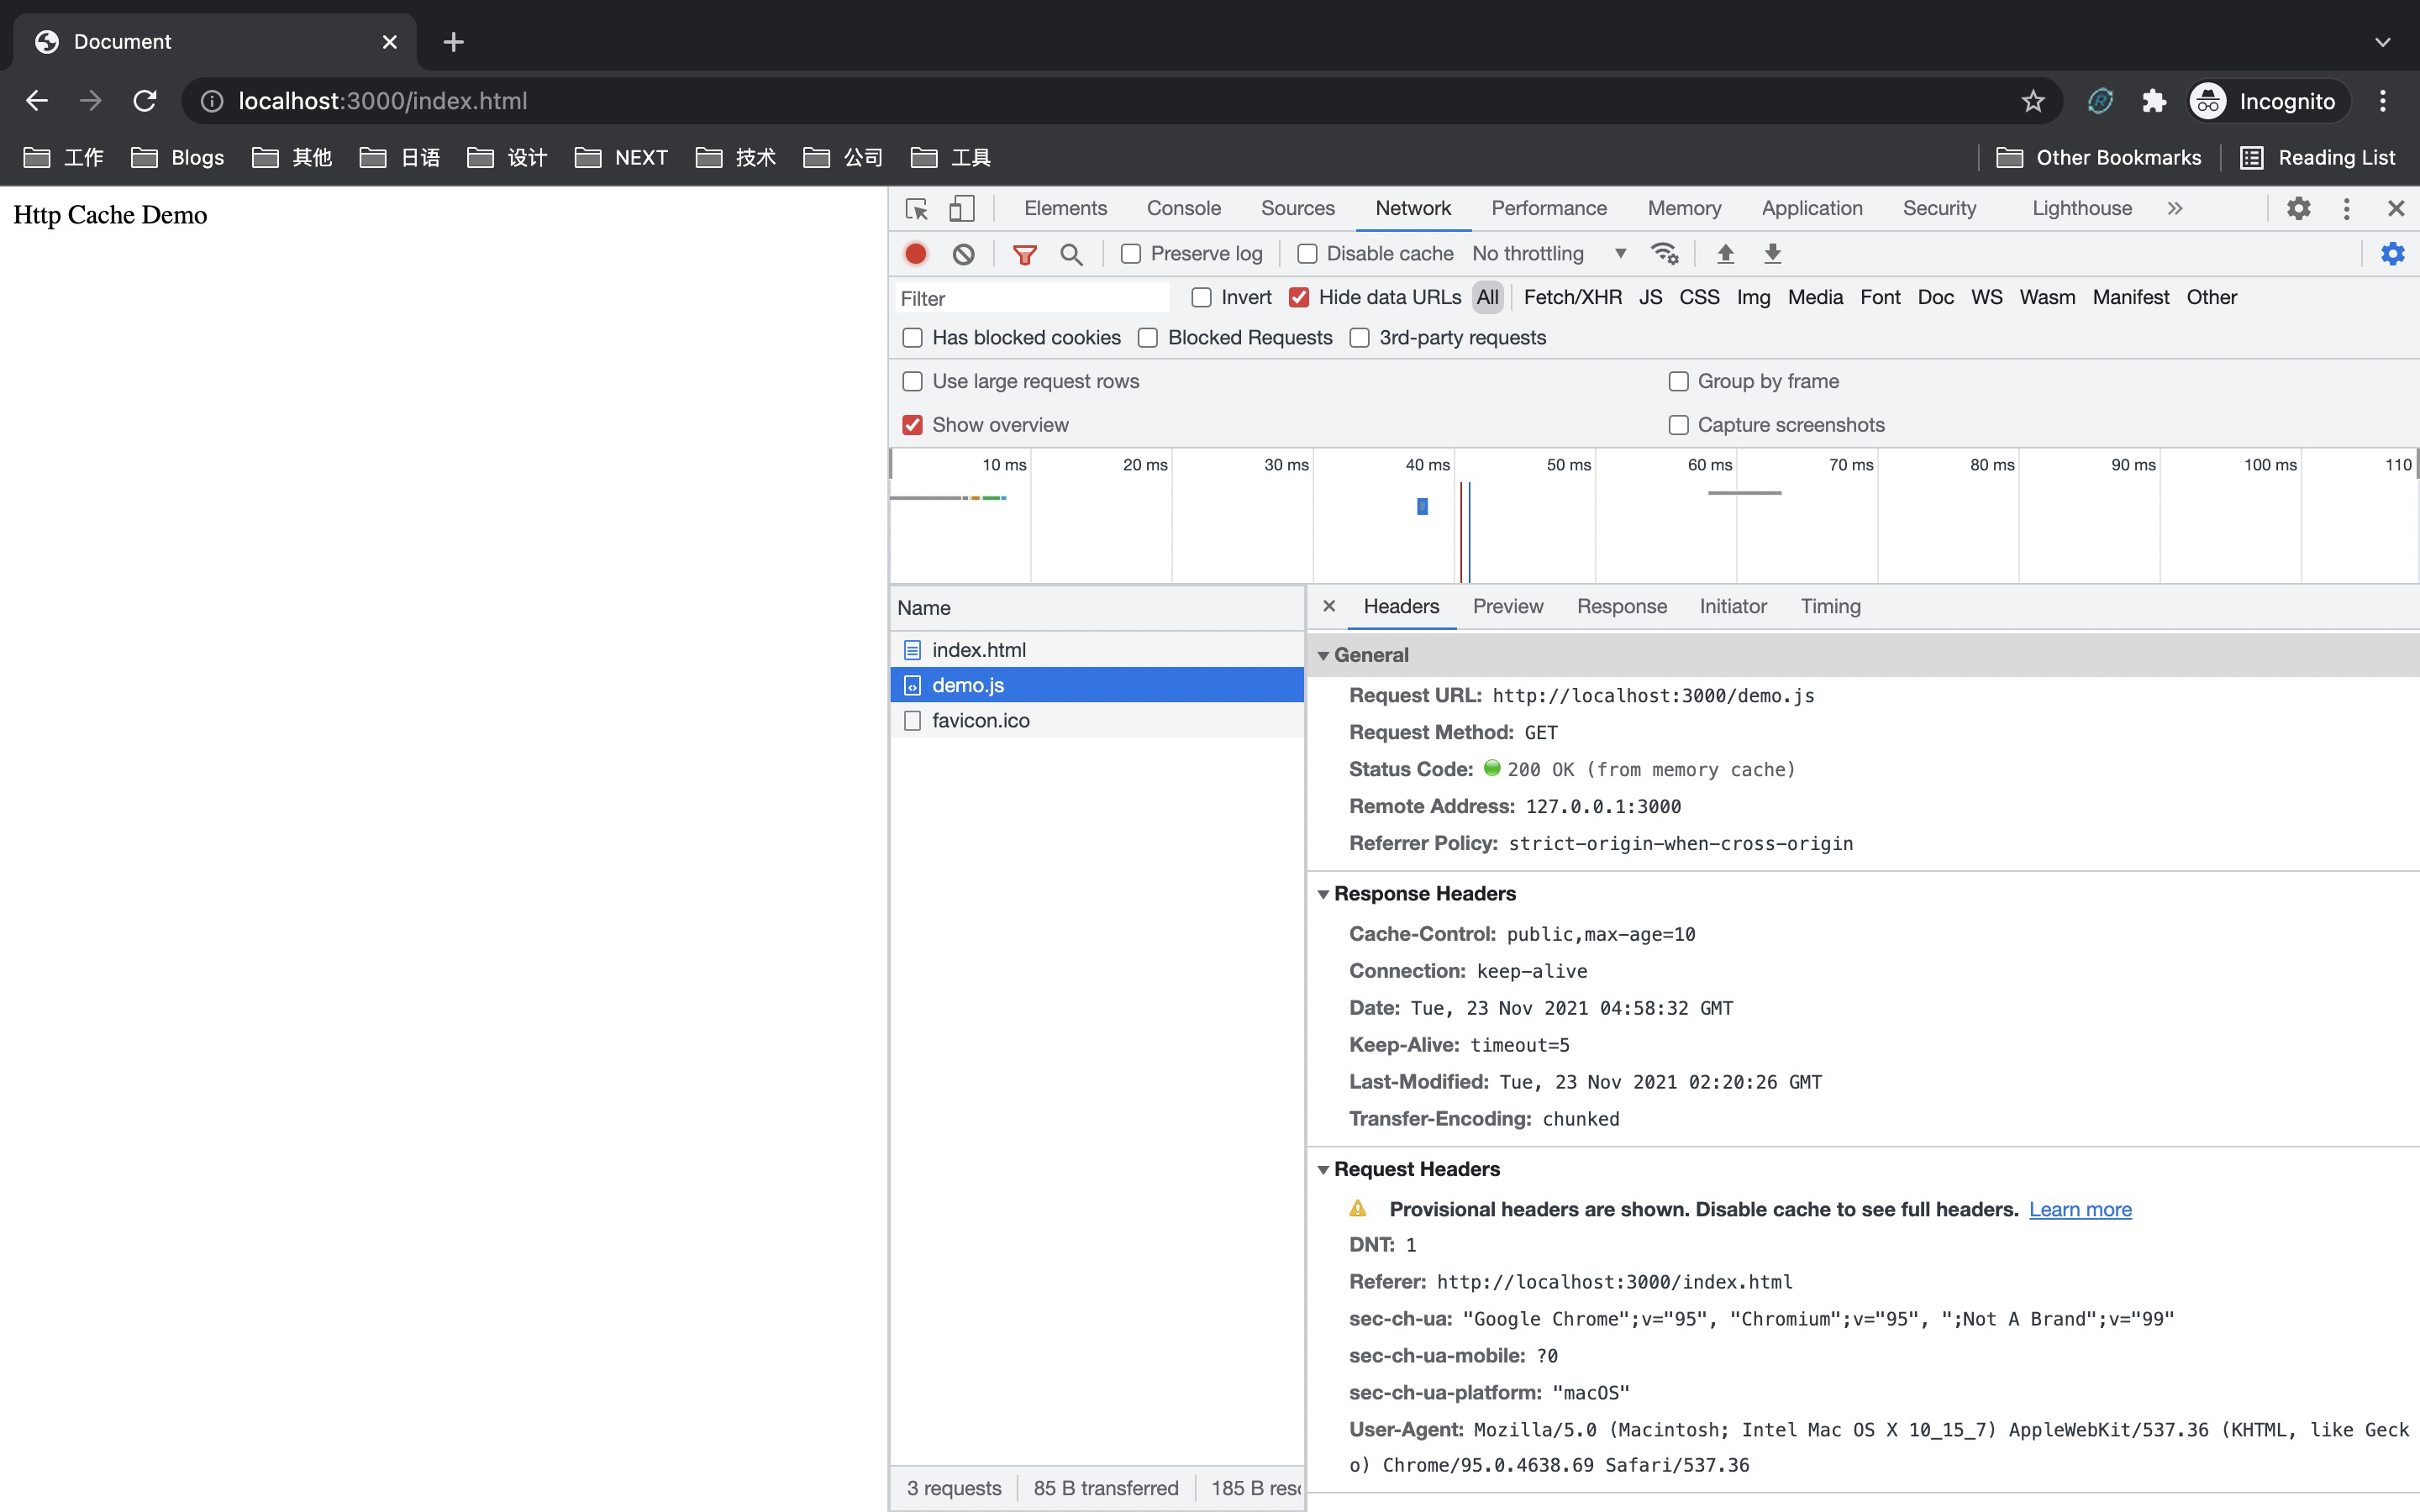 Document
localhost:3000/index.html
Incognito
工作 Blogs 其他 日语 设计 NEXT 技术 公司 工具 Other Bookmarks Reading List
Http Cache Demo
Elements Console Sources Network Performance Memory Application Security Lighthouse
Preserve log Disable cache No throttling
Filter Invert Hide data URLs All Fetch/XHR JS CSS Img Media Font Doc WS Wasm Manifest Other
Has blocked cookies Blocked Requests 3rd-party requests
Use large request rows Group by frame
Show overview Capture screenshots
10 ms 20 ms 30 ms 40 ms 50 ms 60 ms 70 ms 80 ms 90 ms 100 ms 110
Name
index.html
demo.js
favicon.ico
3 requests 85 B transferred 185 B
Headers Preview Response Initiator Timing
General
Request URL: http://localhost:3000/demo.js
Request Method: GET
Status Code: 200 OK (from memory cache)
Remote Address: 127.0.0.1:3000
Referrer Policy: strict-origin-when-cross-origin
Response Headers
Cache-Control: public,max-age=10
Connection: keep-alive
Date: Tue, 23 Nov 2021 04:58:32 GMT
Keep-Alive: timeout=5
Last-Modified: Tue, 23 Nov 2021 02:20:26 GMT
Transfer-Encoding: chunked
Request Headers
Provisional headers are shown. Disable cache to see full headers. Learn more
DNT: 1
Referer: http://localhost:3000/index.html
sec-ch-ua: "Google Chrome";v="95", "Chromium";v="95", ";Not A Brand";v="99"
sec-ch-ua-mobile: ?0
sec-ch-ua-platform: "macOS"
User-Agent: Mozilla/5.0 (Macintosh; Intel Mac OS X 10_15_7) AppleWebKit/537.36 (KHTML, like Geck
o) Chrome/95.0.4638.69 Safari/537.36